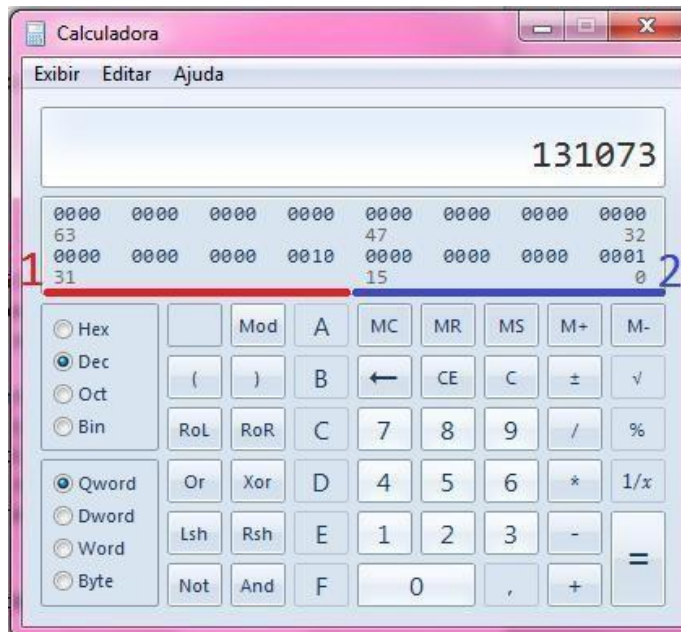 Calculadora
Exibir Editar Ajuda
131073
0000 0000 0000 0000 0000 0000 0000 0000
63 47 32
0000 0000 0000 0010 0000 0000 0000 0001
31 15 0
1 2
Hex Mod A MC MR MS M+ M-
Dec ( ) B ← CE C ± √
Oct
Bin RoL RoR C 7 8 9 / %
Qword Or Xor D 4 5 6 * 1/x
Dword
Word Lsh Rsh E 1 2 3 - =
Byte Not And F 0 , +